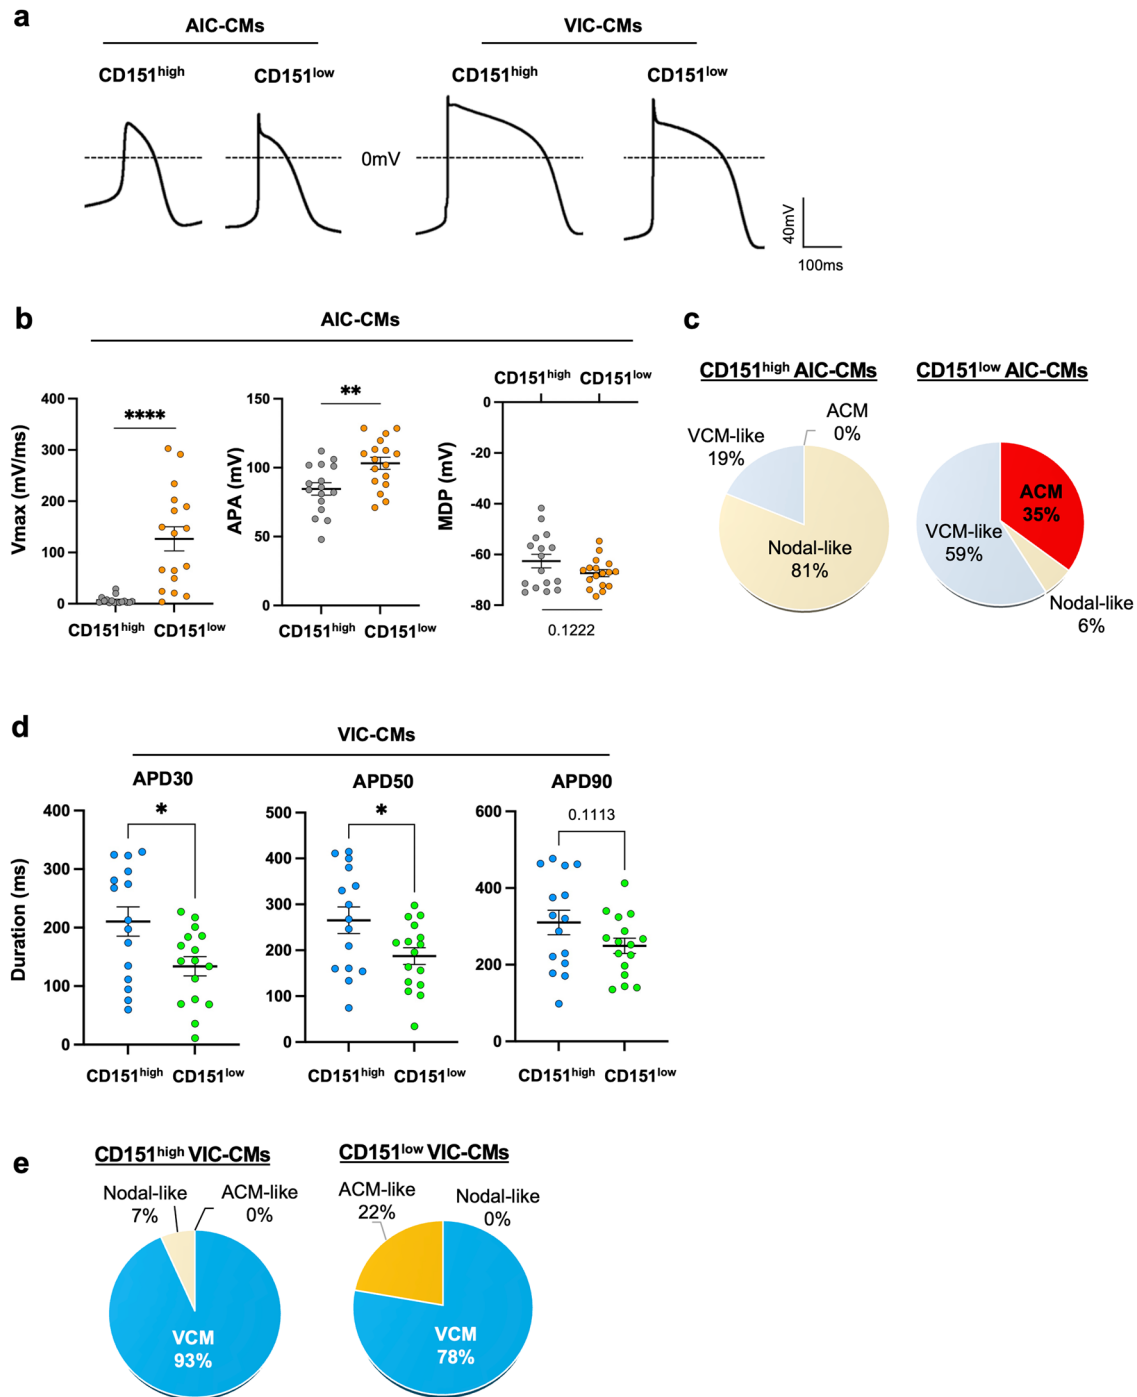 a
AIC-CMs
VIC-CMs
CD151high
CD151low
CD151high
CD151low
0mV
40mV
100ms
b
AIC-CMs
Vmax (mV/ms)
400
300
200
100
0
****
CD151high
CD151low
APA (mV)
150
100
50
0
**
CD151high
CD151low
MDP (mV)
CD151high
CD151low
0
-20
-40
-60
-80
0.1222
c
CD151high AIC-CMs
CD151low AIC-CMs
ACM
0%
VCM-like
19%
Nodal-like
81%
ACM
35%
VCM-like
59%
Nodal-like
6%
d
VIC-CMs
APD30
Duration (ms)
400
300
200
100
0
*
CD151high
CD151low
APD50
500
400
300
200
100
0
*
CD151high
CD151low
APD90
600
400
200
0
0.1113
CD151high
CD151low
e
CD151high VIC-CMs
CD151low VIC-CMs
Nodal-like
7%
ACM-like
0%
VCM
93%
ACM-like
22%
Nodal-like
0%
VCM
78%